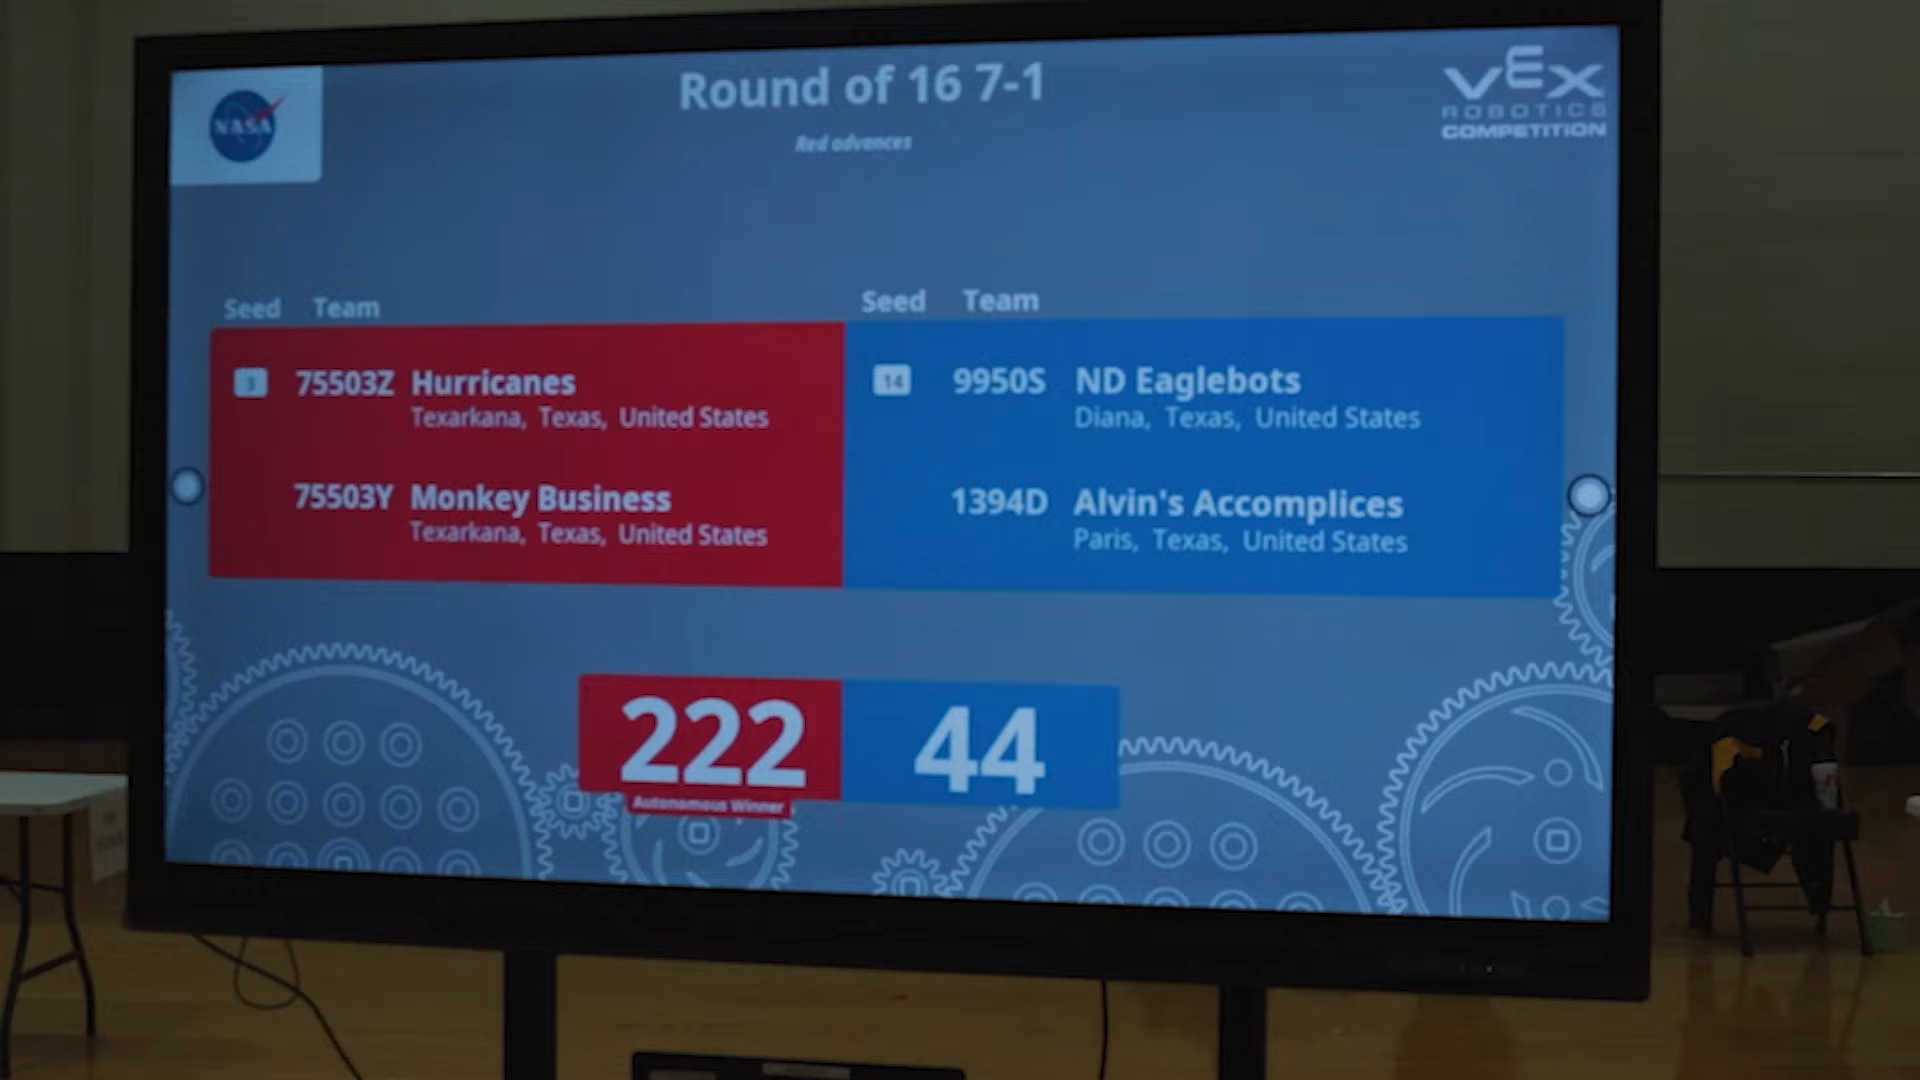 NASA
Round of 16 7-1
Red advances
VEX
ROBOTICS
COMPETITION
Seed Team
Seed Team
3 75503Z Hurricanes
Texarkana, Texas, United States
75503Y Monkey Business
Texarkana, Texas, United States
14 9950S ND Eaglebots
Diana, Texas, United States
1394D Alvin's Accomplices
Paris, Texas, United States
222
44
Autonomous Winner